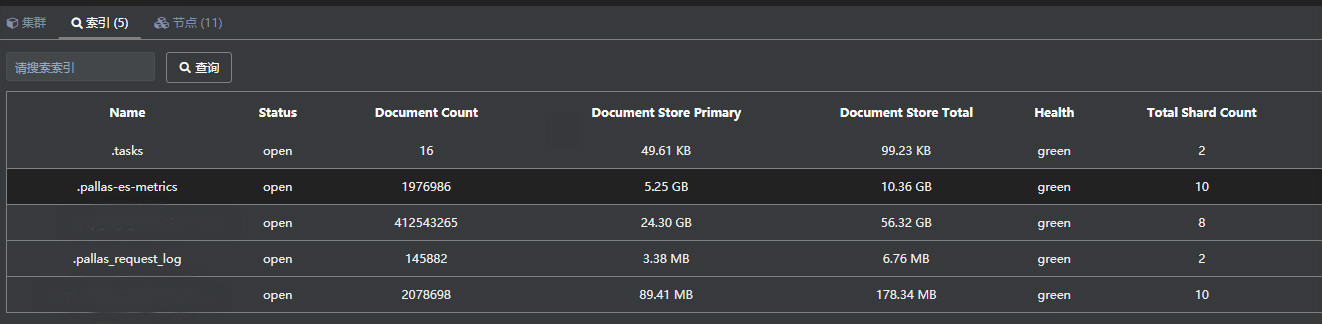 集群 索引 (5) 节点 (11)
请搜索索引 查询
Name Status Document Count Document Store Primary Document Store Total Health Total Shard Count
.tasks open 16 49.61 KB 99.23 KB green 2
.pallas-es-metrics open 1976986 5.25 GB 10.36 GB green 10
open 412543265 24.30 GB 56.32 GB green 8
.pallas_request_log open 145882 3.38 MB 6.76 MB green 2
open 2078698 89.41 MB 178.34 MB green 10